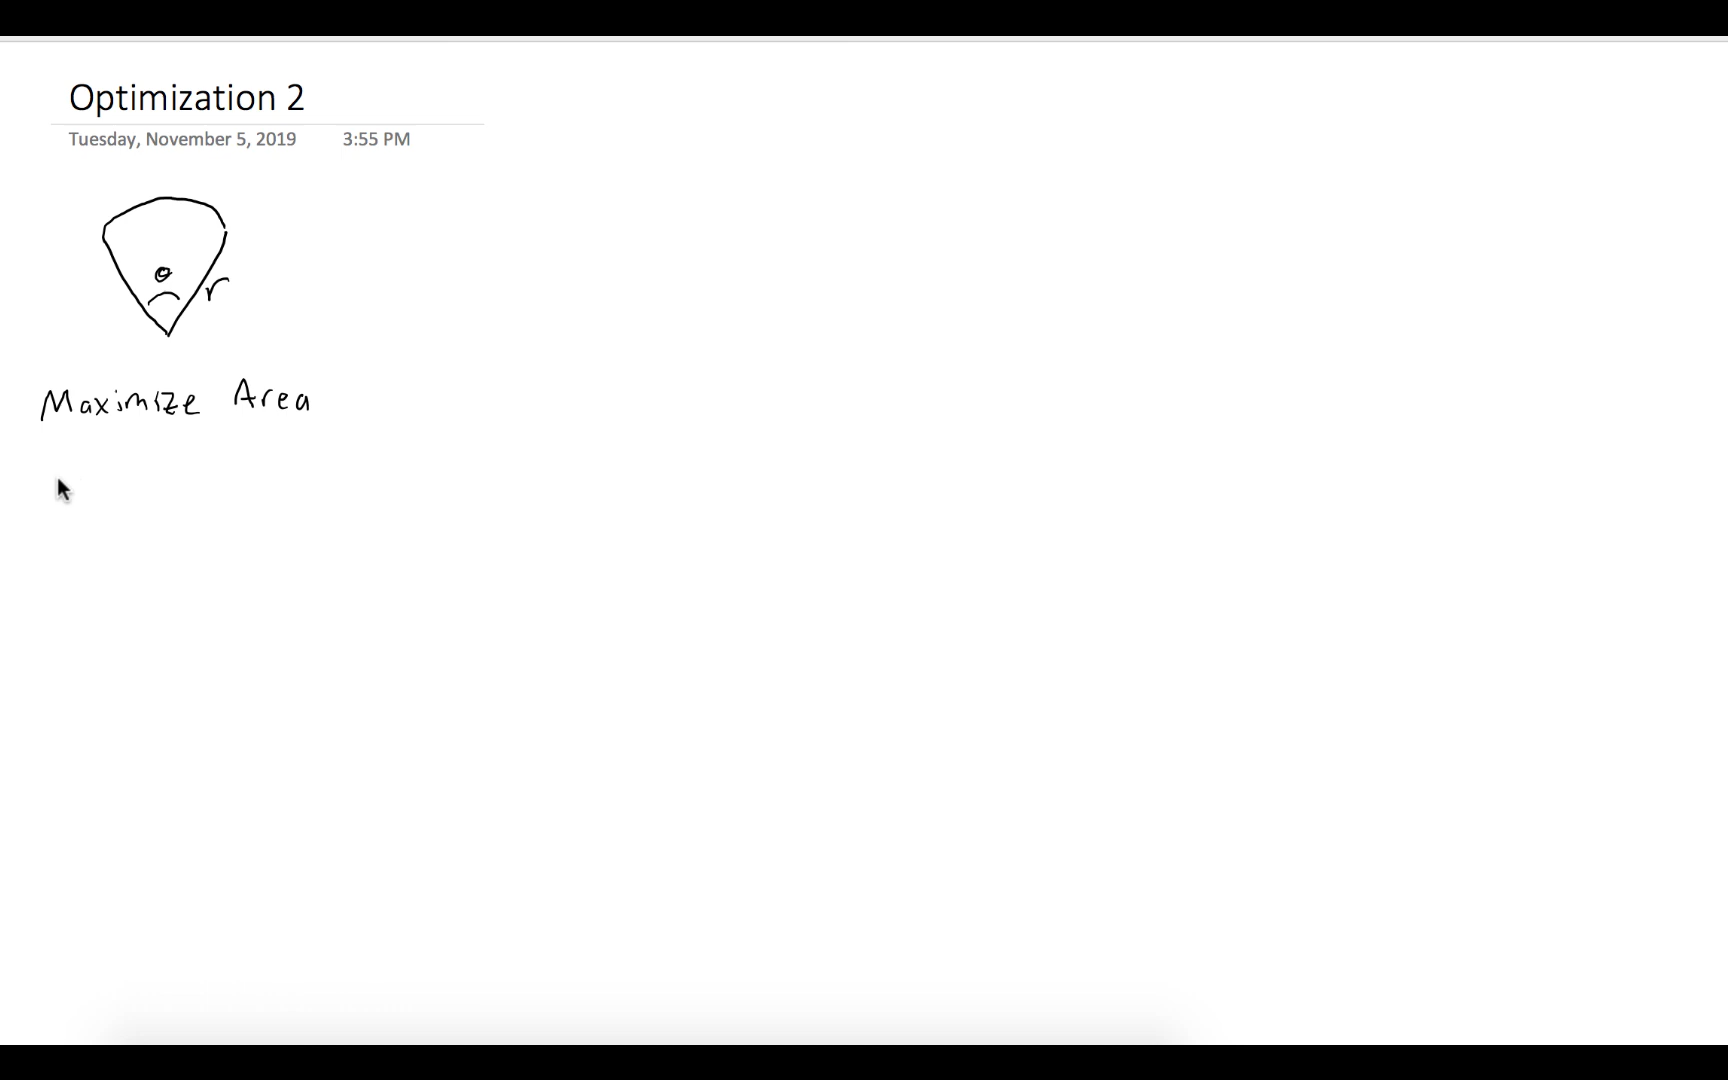 Optimization 2
Tuesday, November 5, 2019 3:55 PM
θ
r
Maximize Area